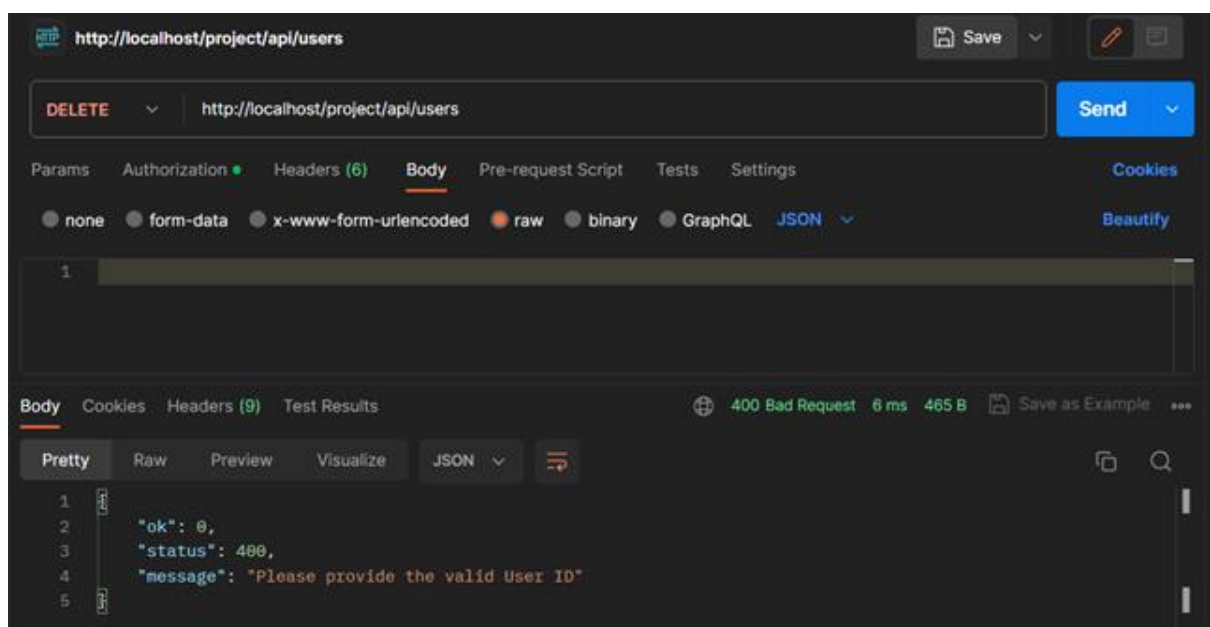 HTTP http://localhost/project/api/users Save
DELETE http://localhost/project/api/users Send
Params Authorization Headers (6) Body Pre-request Script Tests Settings Cookies
none form-data x-www-form-urlencoded raw binary GraphQL JSON Beautify
1
Body Cookies Headers (9) Test Results 400 Bad Request 6 ms 465 B Save as Example
Pretty Raw Preview Visualize JSON
1 {
2 "ok": 0,
3 "status": 400,
4 "message": "Please provide the valid User ID"
5 }